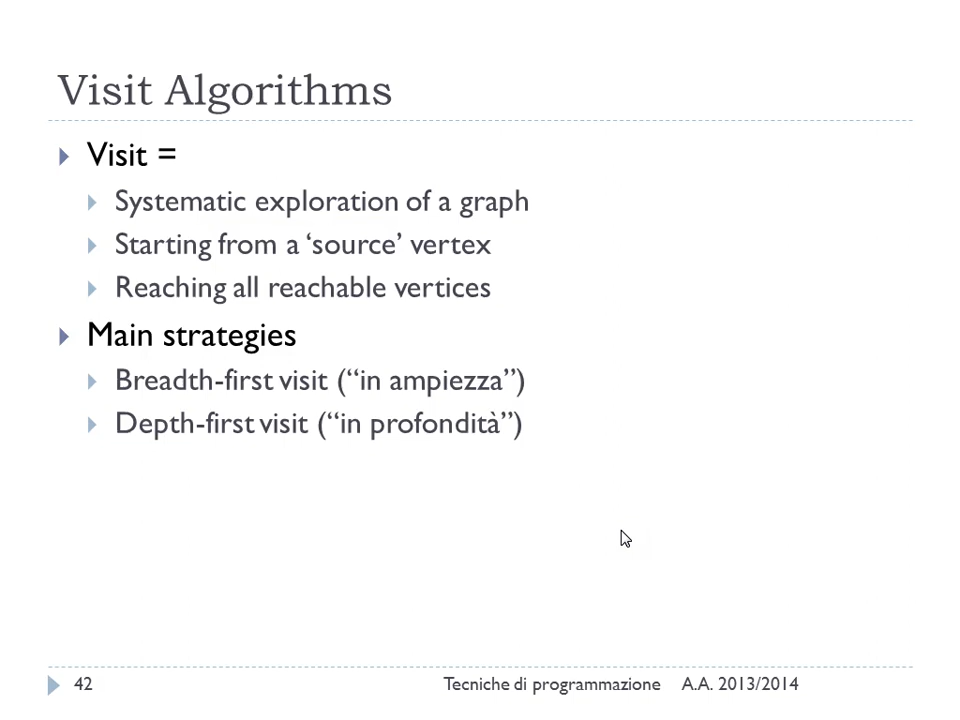 Visit Algorithms
Visit =
Systematic exploration of a graph
Starting from a ‘source’ vertex
Reaching all reachable vertices
Main strategies
Breadth-first visit (“in ampiezza”)
Depth-first visit (“in profondità”)
42 Tecniche di programmazione A.A. 2013/2014